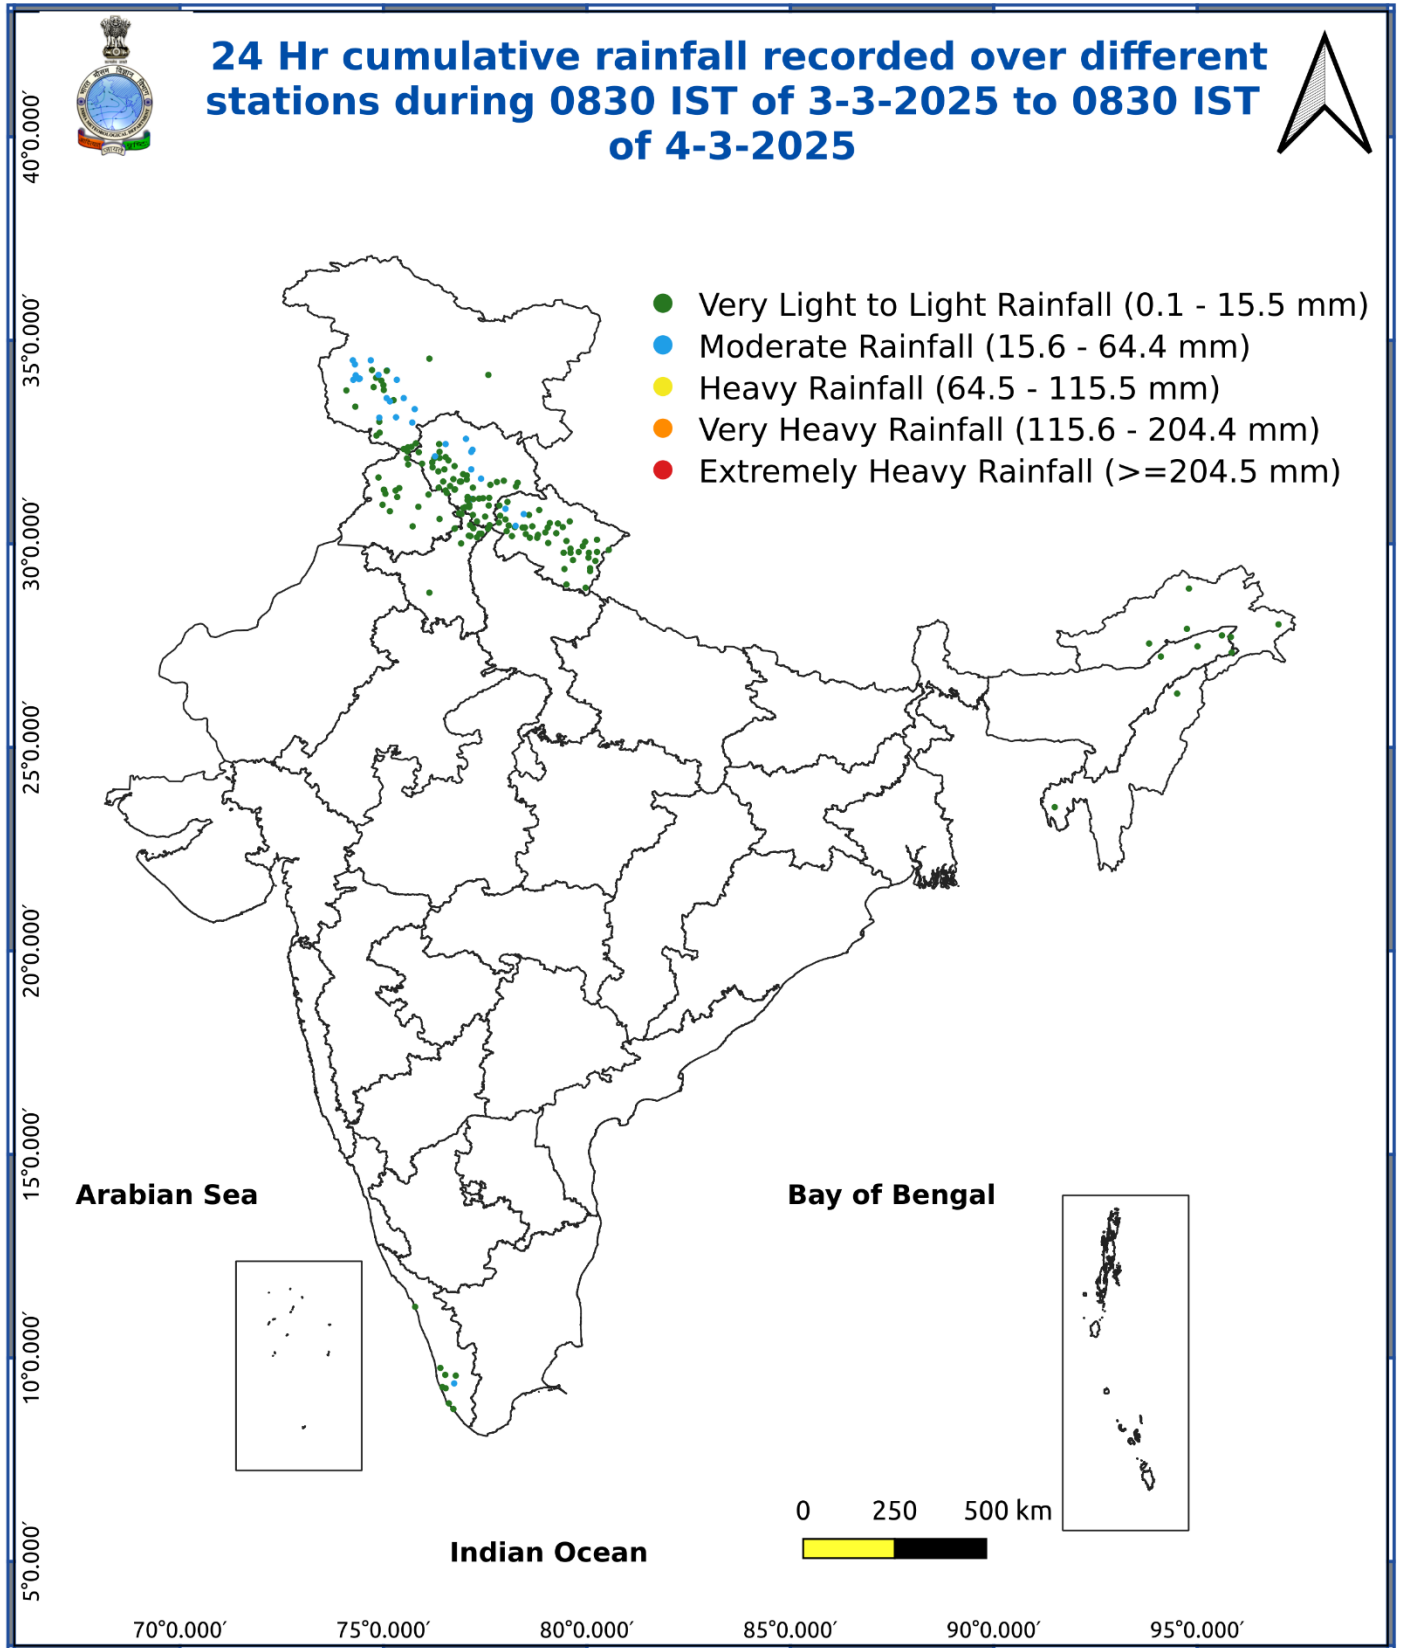 24 Hr cumulative rainfall recorded over different
stations during 0830 IST of 3-3-2025 to 0830 IST
of 4-3-2025
Very Light to Light Rainfall (0.1 - 15.5 mm)
Moderate Rainfall (15.6 - 64.4 mm)
Heavy Rainfall (64.5 - 115.5 mm)
Very Heavy Rainfall (115.6 - 204.4 mm)
Extremely Heavy Rainfall (>=204.5 mm)
40°0.000′
35°0.000′
30°0.000′
25°0.000′
20°0.000′
15°0.000′
10°0.000′
5°0.000′
Arabian Sea
Bay of Bengal
Indian Ocean
0 250 500 km
70°0.000′ 75°0.000′ 80°0.000′ 85°0.000′ 90°0.000′ 95°0.000′